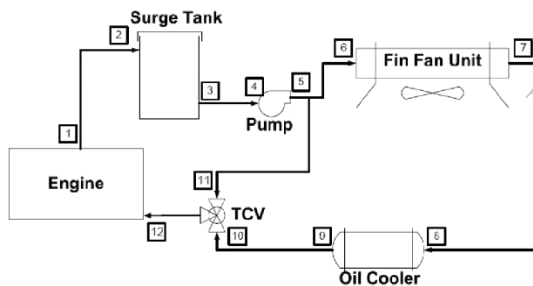 Surge Tank
2
6
7
Fin Fan Unit
3
4
5
Pump
1
Engine
11
TCV
12
10
9
8
Oil Cooler